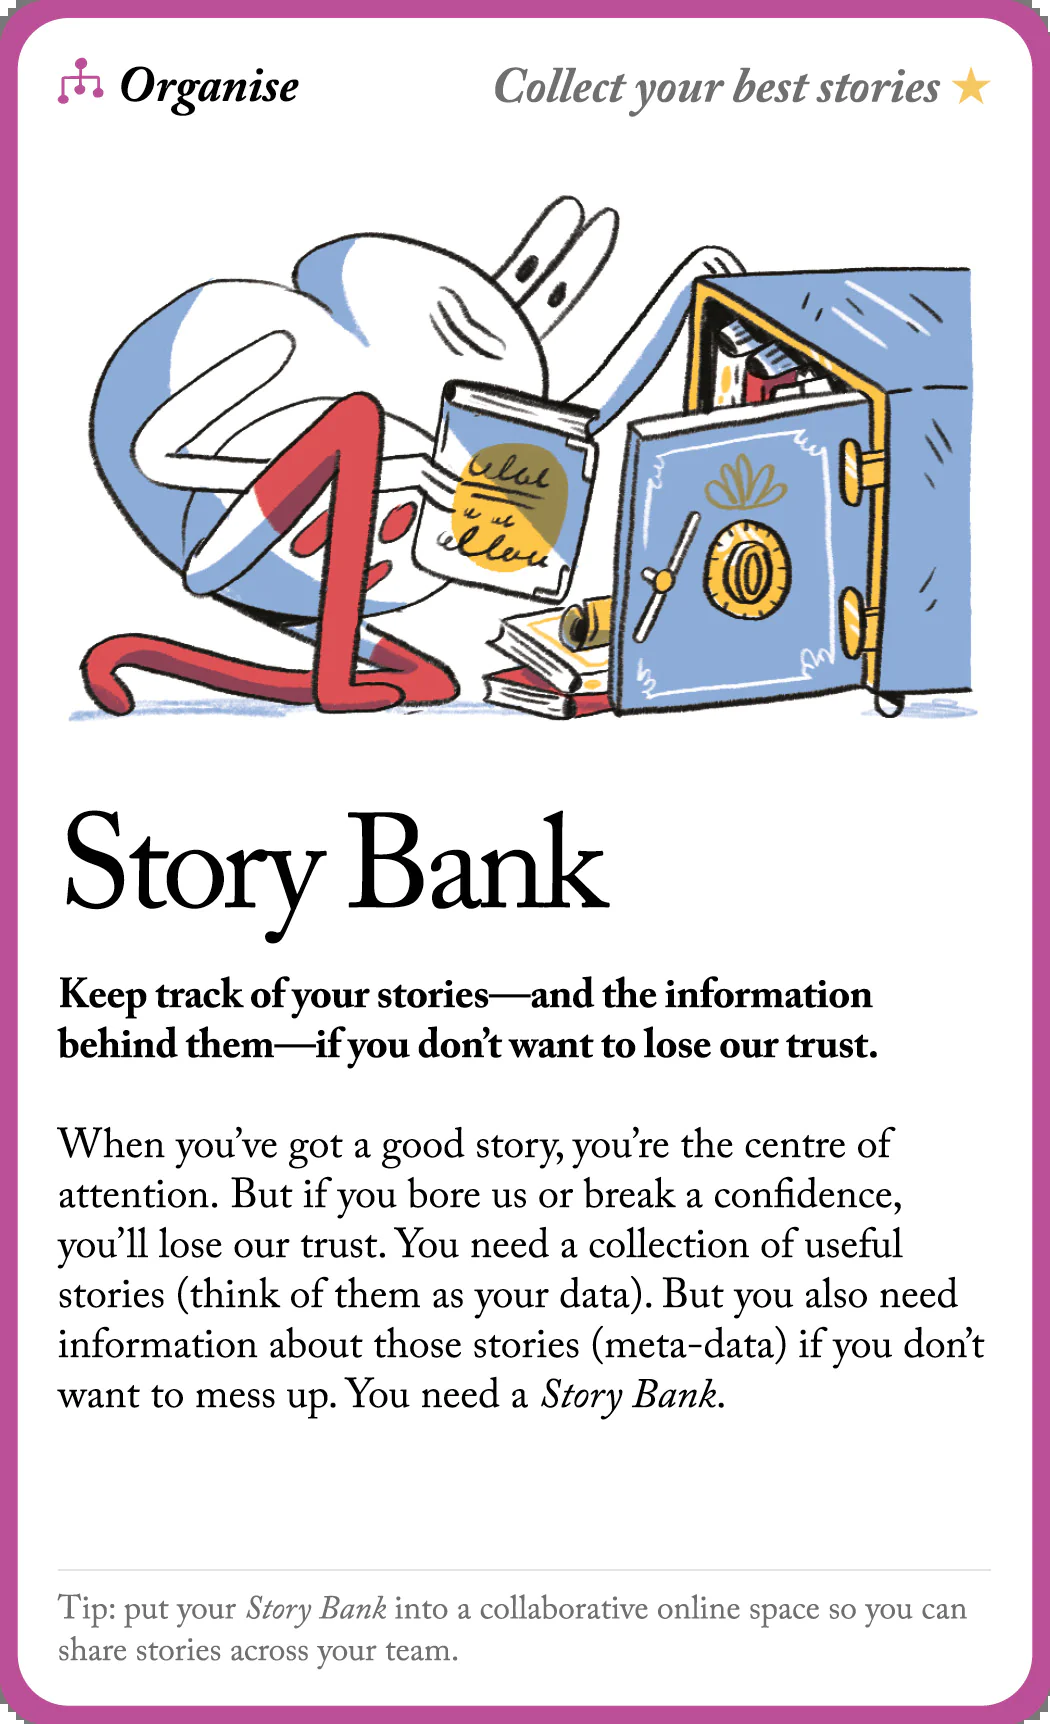 Organise
Collect your best stories
Story Bank
Keep track of your stories—and the information
behind them—if you don’t want to lose our trust.
When you’ve got a good story, you’re the centre of
attention. But if you bore us or break a confidence,
you’ll lose our trust. You need a collection of useful
stories (think of them as your data). But you also need
information about those stories (meta-data) if you don’t
want to mess up. You need a Story Bank.
Tip: put your Story Bank into a collaborative online space so you can
share stories across your team.